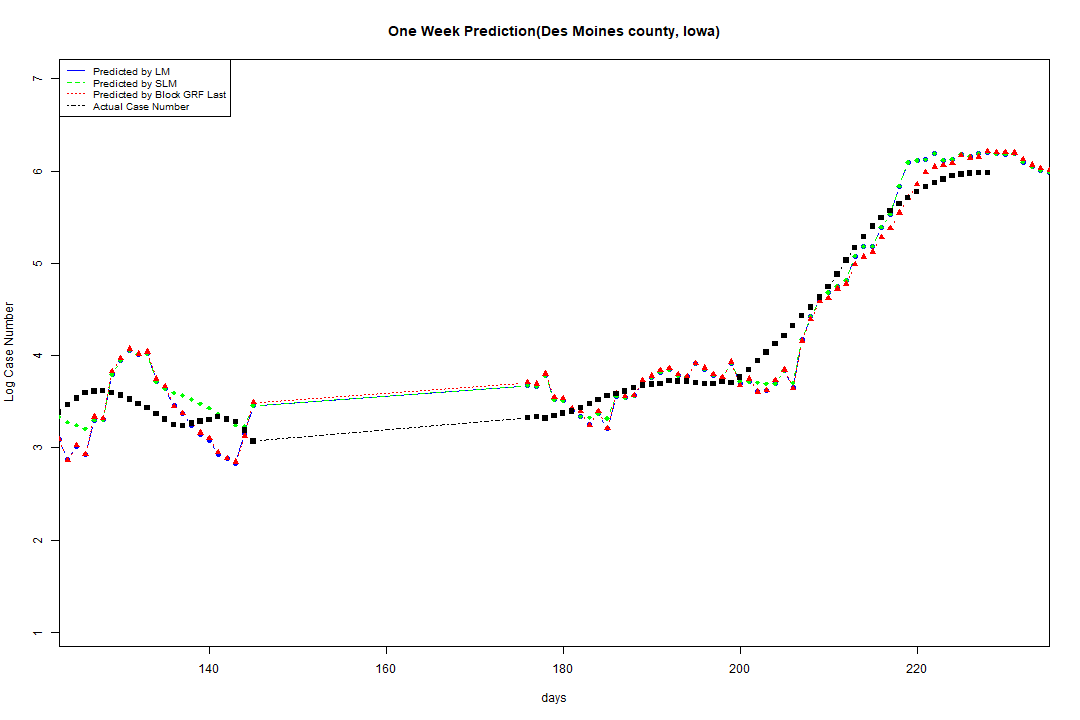 One Week Prediction(Des Moines county, Iowa)
Predicted by LM
Predicted by SLM
Predicted by Block GRF Last
Actual Case Number
7
6
5
4
3
2
1
Log Case Number
140 160 180 200 220
days